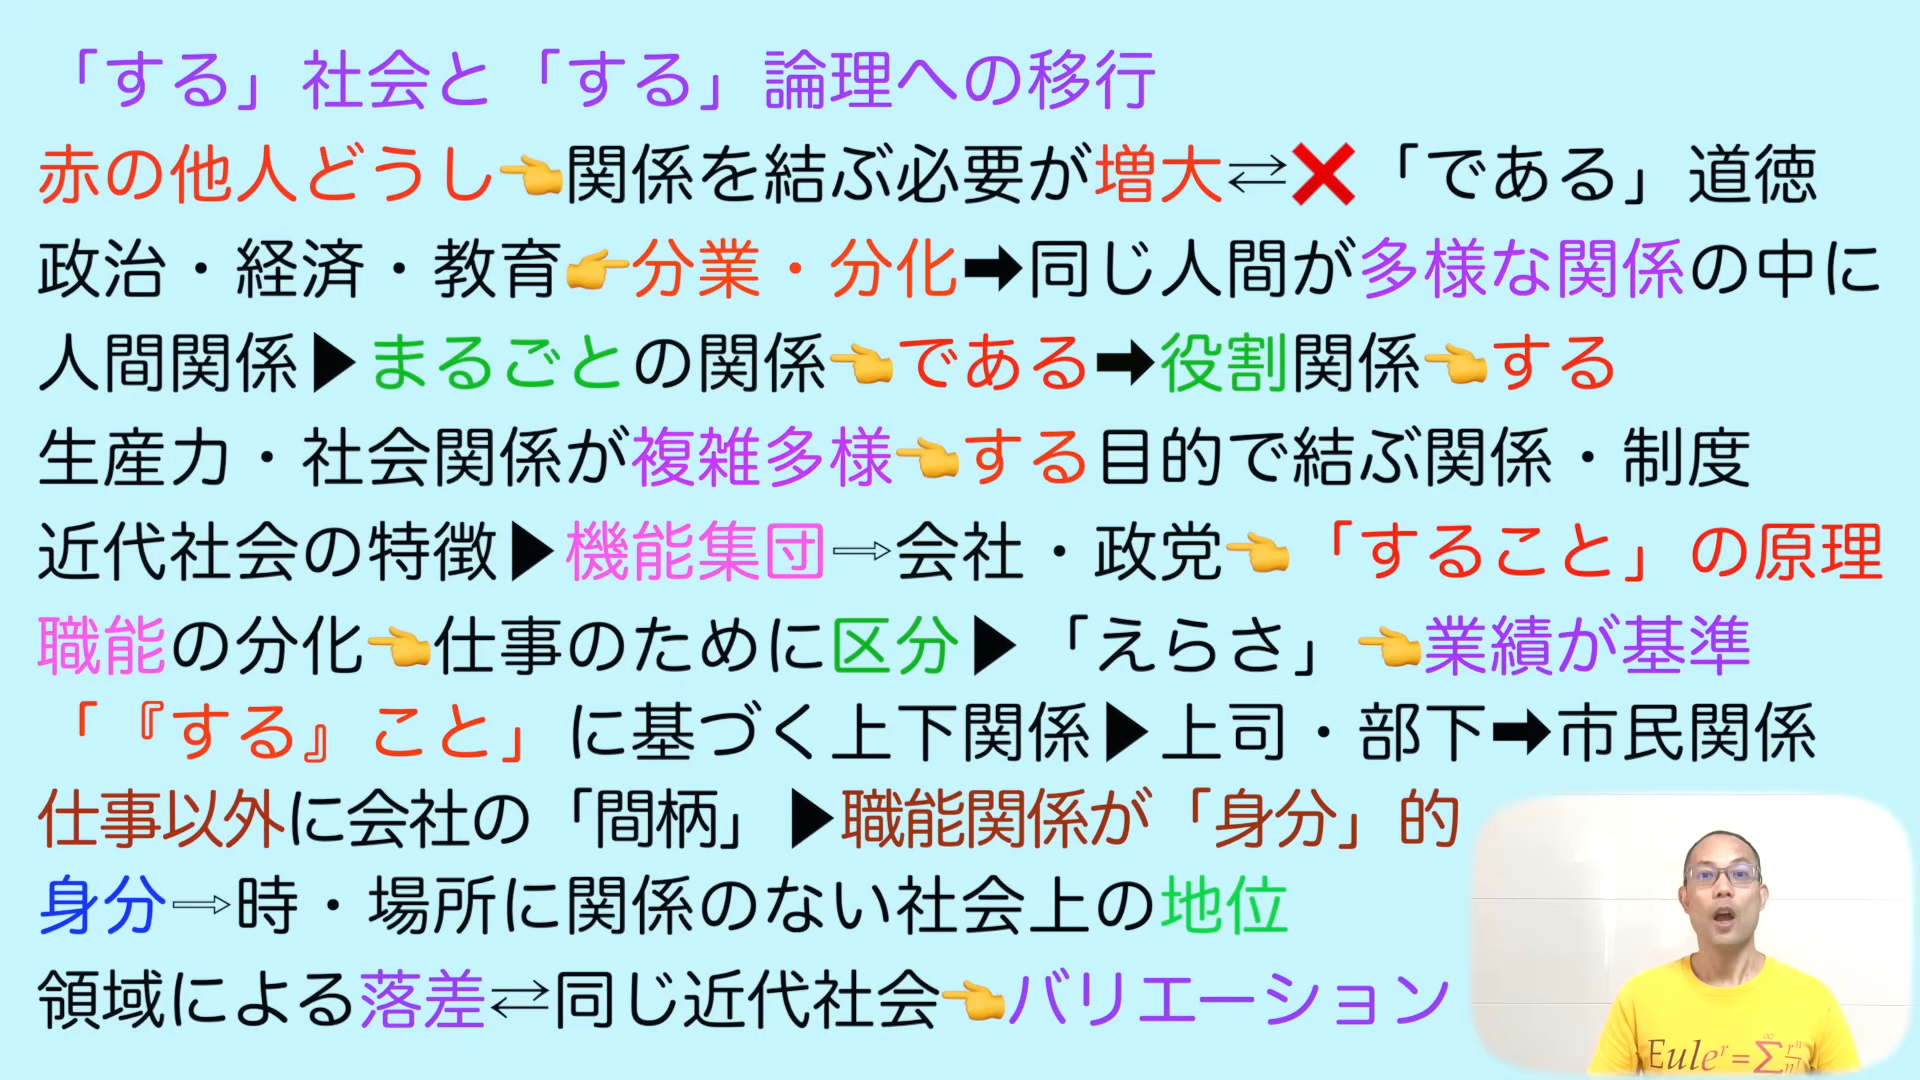 「する」社会と「する」論理への移行
赤の他人どうし👈関係を結ぶ必要が増大⇄❌「である」道徳
政治・経済・教育👉分業・分化➡同じ人間が多様な関係の中に
人間関係▶まるごとの関係👈である➡役割関係👈する
生産力・社会関係が複雑多様👈する目的で結ぶ関係・制度
近代社会の特徴▶機能集団⇨会社・政党👈「すること」の原理
職能の分化👈仕事のために区分▶「えらさ」👈業績が基準
「『する』こと」に基づく上下関係▶上司・部下➡市民関係
仕事以外に会社の「間柄」▶職能関係が「身分」的
身分⇨時・場所に関係のない社会上の地位
領域による落差⇄同じ近代社会👈バリエーション
Euleʳ=∑